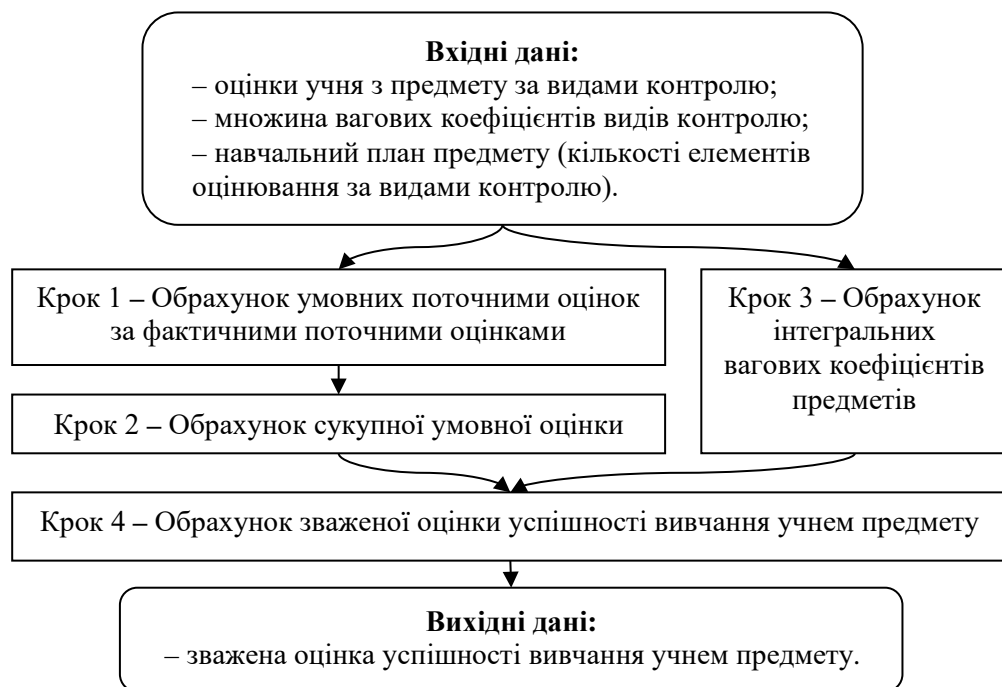 Вхідні дані:
– оцінки учня з предмету за видами контролю;
– множина вагових коефіцієнтів видів контролю;
– навчальний план предмету (кількості елементів
оцінювання за видами контролю).
Крок 1 – Обрахунок умовних поточними оцінок
за фактичними поточними оцінками
Крок 2 – Обрахунок сукупної умовної оцінки
Крок 3 – Обрахунок
інтегральних
вагових коефіцієнтів
предметів
Крок 4 – Обрахунок зваженої оцінки успішності вивчання учнем предмету
Вихідні дані:
– зважена оцінка успішності вивчання учнем предмету.